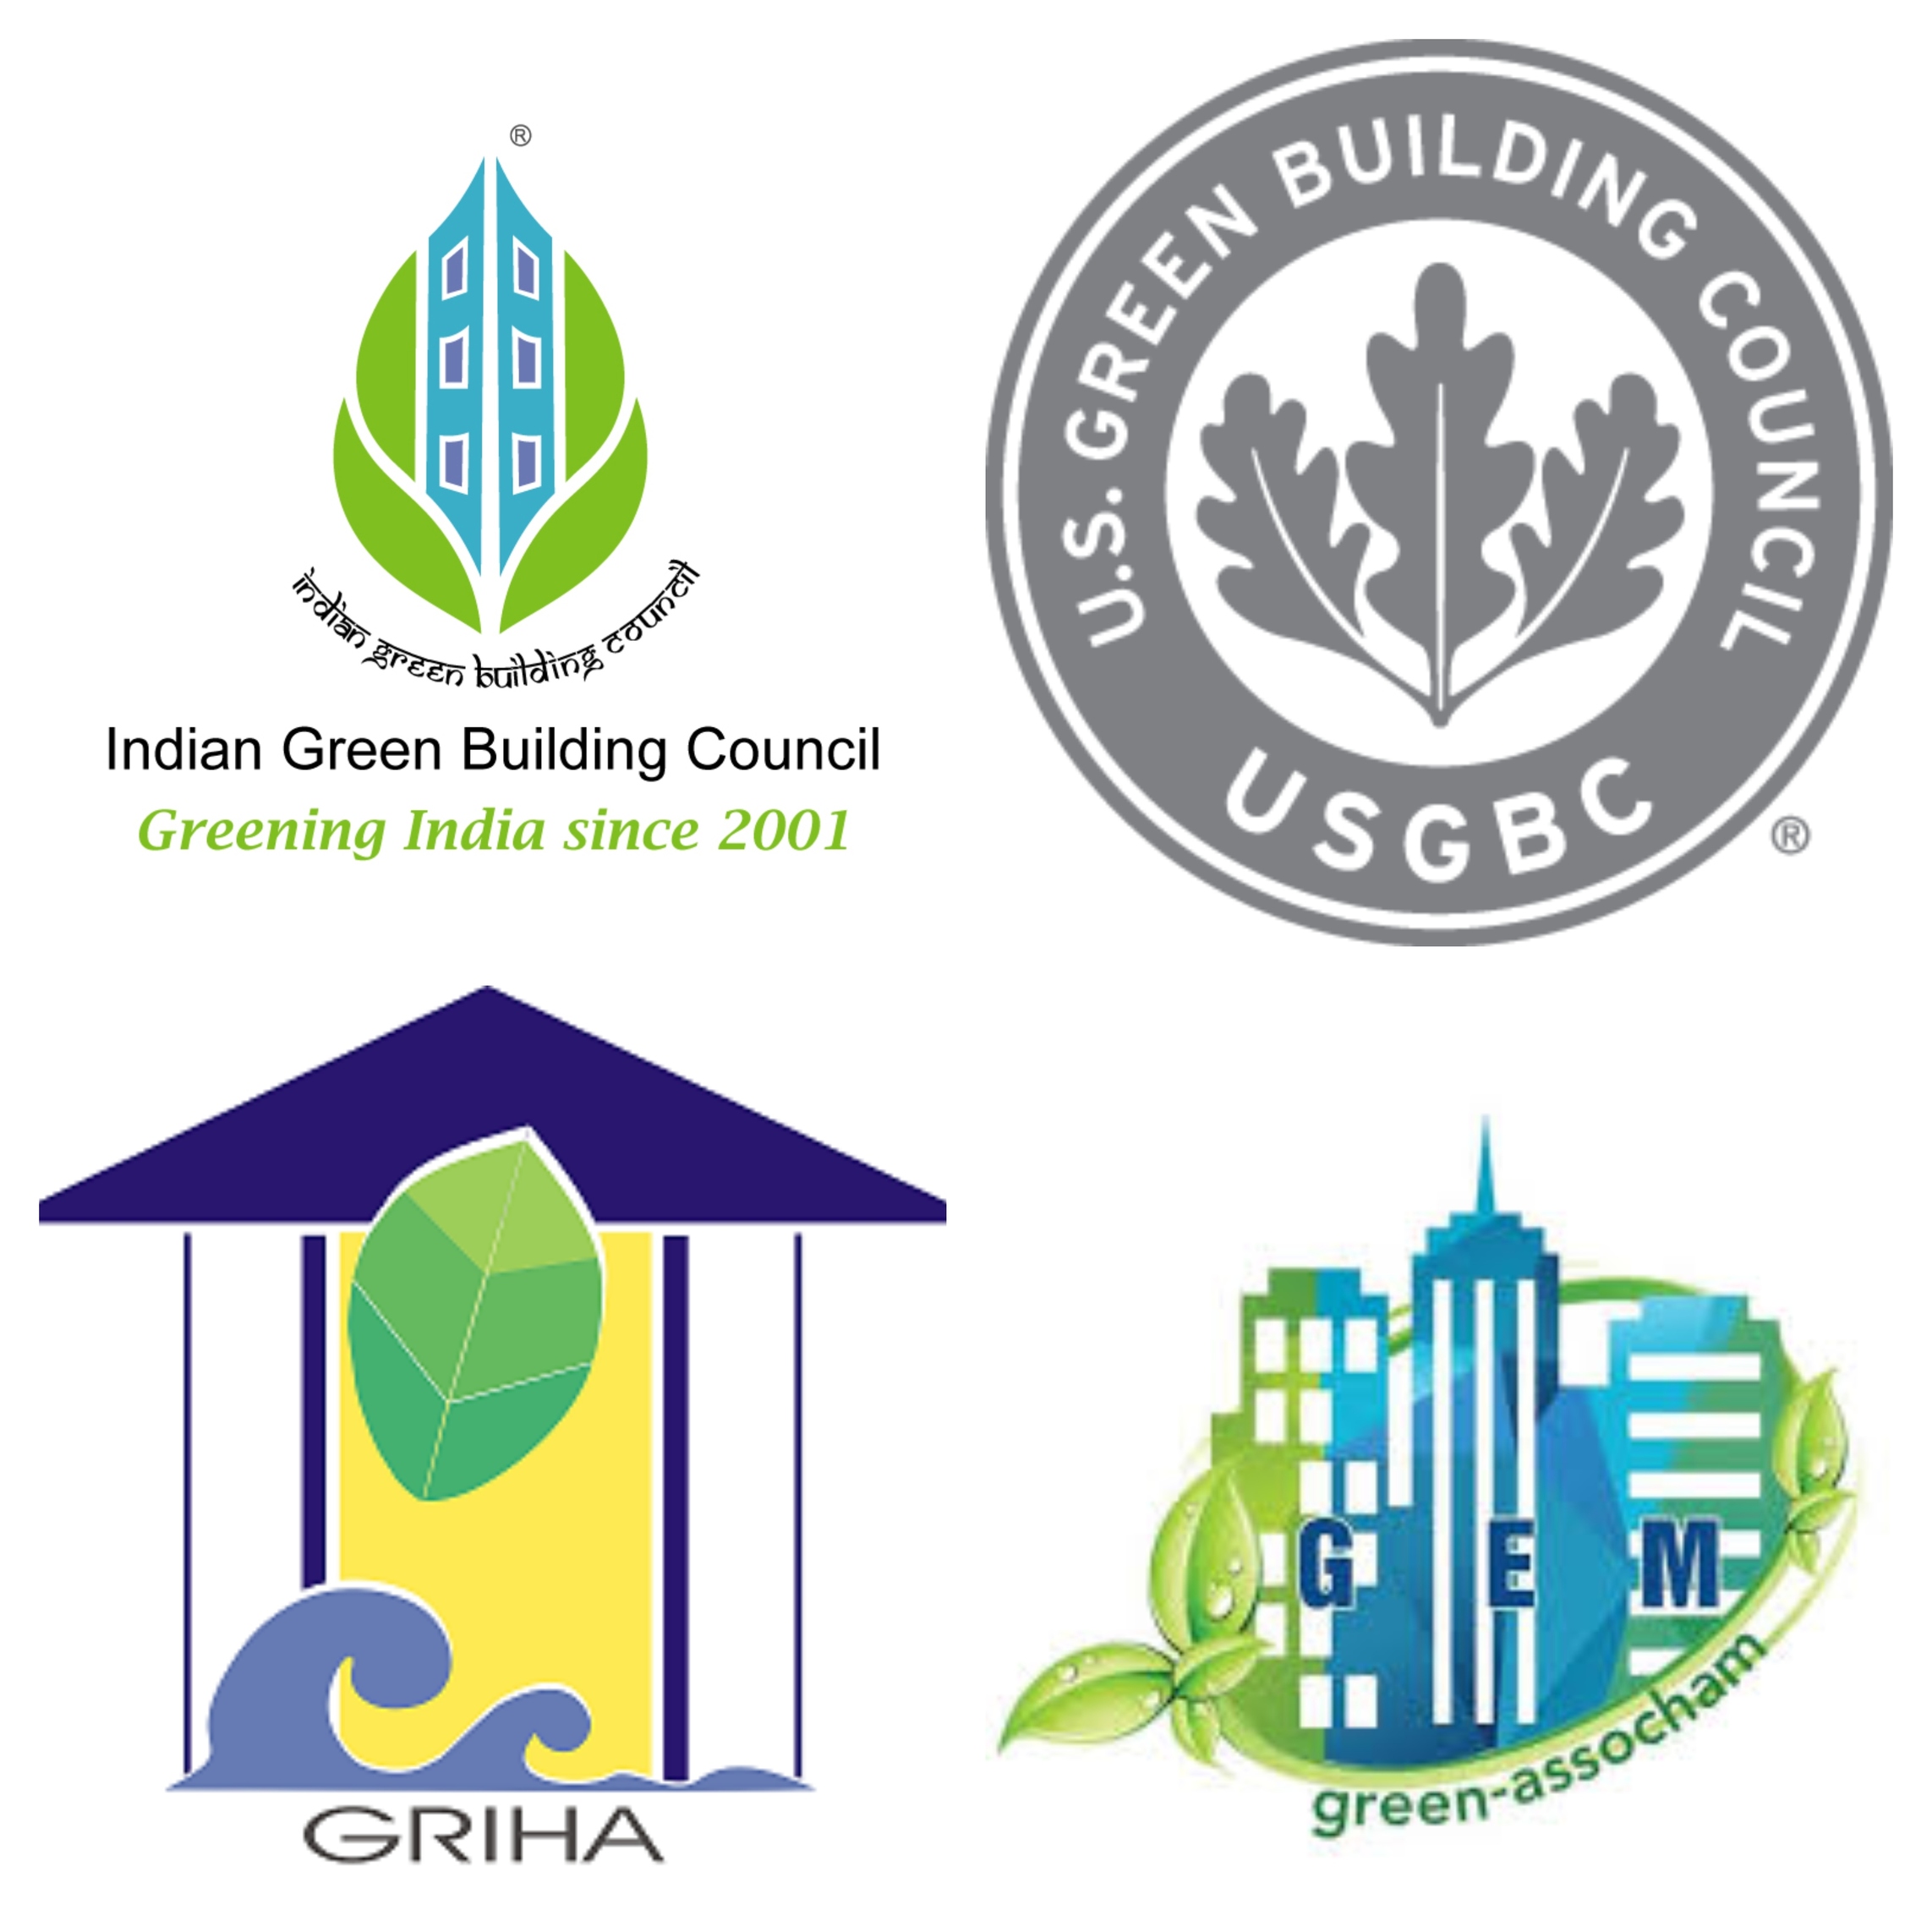 ®
indian green building council
Indian Green Building Council
Greening India since 2001
U.S. GREEN BUILDING COUNCIL
USGBC
®
GRIHA
G E M
green-assocham